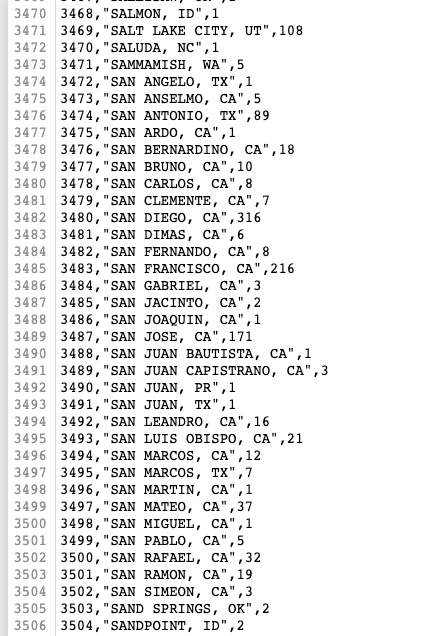 3470 3468,"SALMON, ID",1
3471 3469,"SALT LAKE CITY, UT",108
3472 3470,"SALUDA, NC",1
3473 3471,"SAMMAMISH, WA",5
3474 3472,"SAN ANGELO, TX",1
3475 3473,"SAN ANSELMO, CA",5
3476 3474,"SAN ANTONIO, TX",89
3477 3475,"SAN ARDO, CA",1
3478 3476,"SAN BERNARDINO, CA",18
3479 3477,"SAN BRUNO, CA",10
3480 3478,"SAN CARLOS, CA",8
3481 3479,"SAN CLEMENTE, CA",7
3482 3480,"SAN DIEGO, CA",316
3483 3481,"SAN DIMAS, CA",6
3484 3482,"SAN FERNANDO, CA",8
3485 3483,"SAN FRANCISCO, CA",216
3486 3484,"SAN GABRIEL, CA",3
3487 3485,"SAN JACINTO, CA",2
3488 3486,"SAN JOAQUIN, CA",1
3489 3487,"SAN JOSE, CA",171
3490 3488,"SAN JUAN BAUTISTA, CA",1
3491 3489,"SAN JUAN CAPISTRANO, CA",3
3492 3490,"SAN JUAN, PR",1
3493 3491,"SAN JUAN, TX",1
3494 3492,"SAN LEANDRO, CA",16
3495 3493,"SAN LUIS OBISPO, CA",21
3496 3494,"SAN MARCOS, CA",12
3497 3495,"SAN MARCOS, TX",7
3498 3496,"SAN MARTIN, CA",1
3499 3497,"SAN MATEO, CA",37
3500 3498,"SAN MIGUEL, CA",1
3501 3499,"SAN PABLO, CA",5
3502 3500,"SAN RAFAEL, CA",32
3503 3501,"SAN RAMON, CA",19
3504 3502,"SAN SIMEON, CA",3
3505 3503,"SAND SPRINGS, OK",2
3506 3504,"SANDPOINT, ID",2